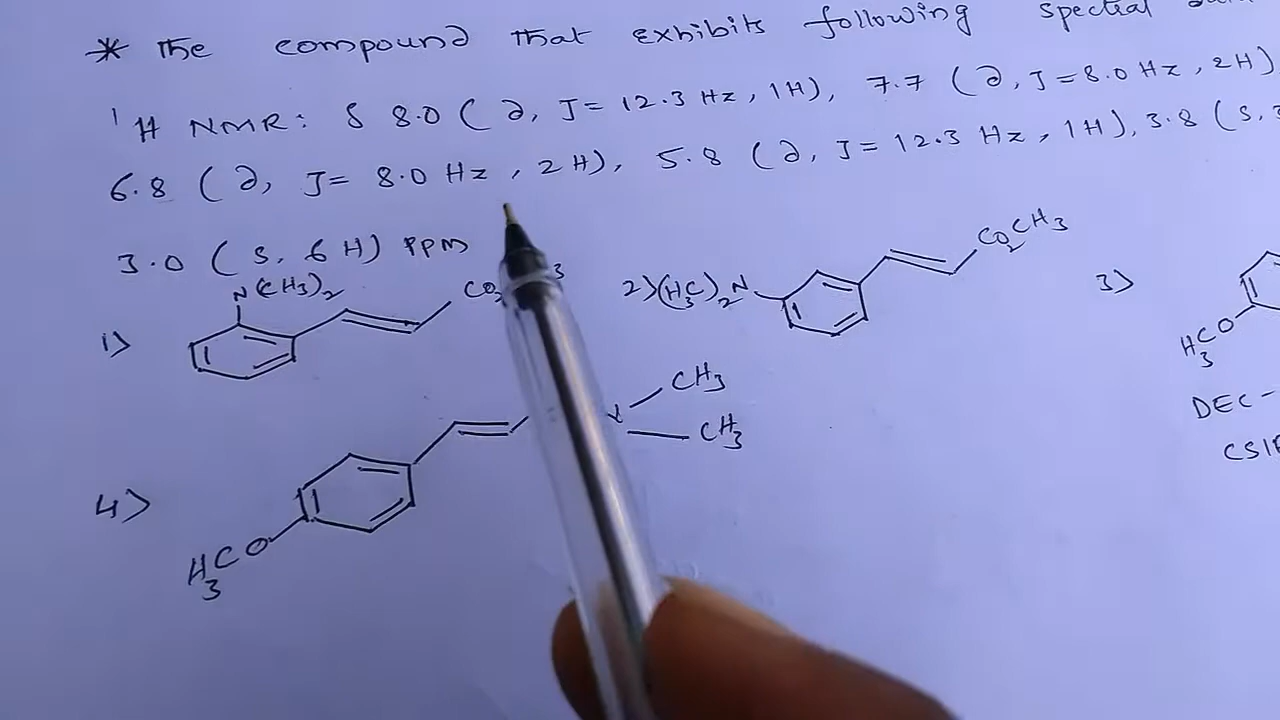 * The compound that exhibits following spectral
¹H NMR: δ 8.0 (d, J= 12.3 Hz, 1H), 7.7 (d, J=8.0 Hz, 2H)
6.8 (d, J= 8.0 Hz, 2H), 5.8 (d, J= 12.3 Hz, 1H), 3.8 (s,
3.0 (s, 6H) PPM
1) N(CH3)2
2) (H3C)2N CO2CH3
3) H3CO
DEC-
CH3
CH3
4) H3CO